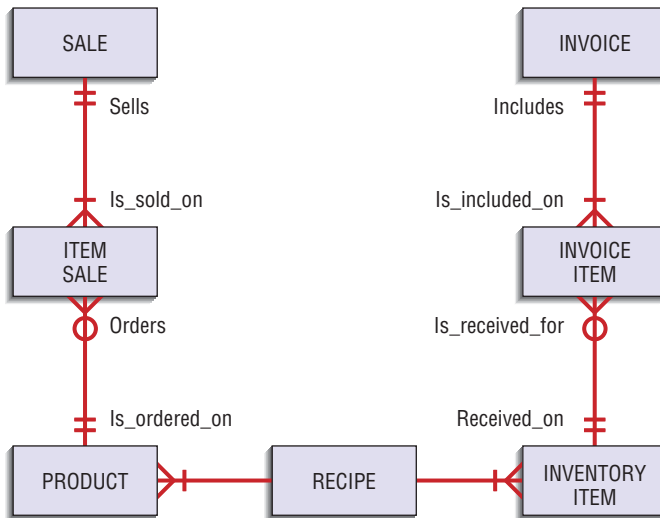 SALE
INVOICE
Sells
Includes
Is_sold_on
Is_included_on
ITEM
SALE
INVOICE
ITEM
Orders
Is_received_for
Is_ordered_on
Received_on
PRODUCT
RECIPE
INVENTORY
ITEM